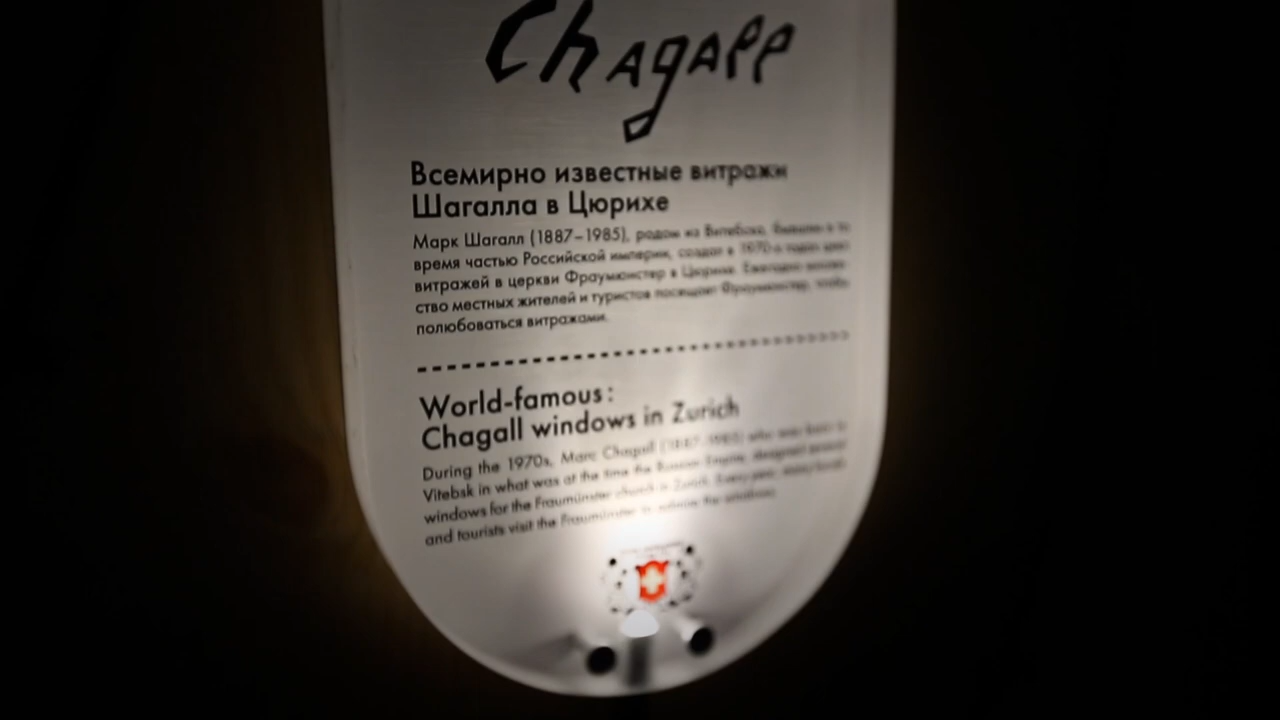 Chagall
Всемирно известные витражи
Шагалла в Цюрихе
Марк Шагалл (1887–1985), родом из Витебска, бывшего в то
время частью Российской империи, создал в 1970-х годах цикл
витражей в церкви Фраумюнстер в Цюрихе. Ежегодно множе-
ство местных жителей и туристов посещает Фраумюнстер, чтобы
полюбоваться витражами.
World-famous:
Chagall windows in Zurich
During the 1970s, Marc Chagall (1887–1985) who was born in
Vitebsk in what was at the time the Russian Empire, designed several
windows for the Fraumünster church in Zurich. Every year, many locals
and tourists visit the Fraumünster to admire the windows.